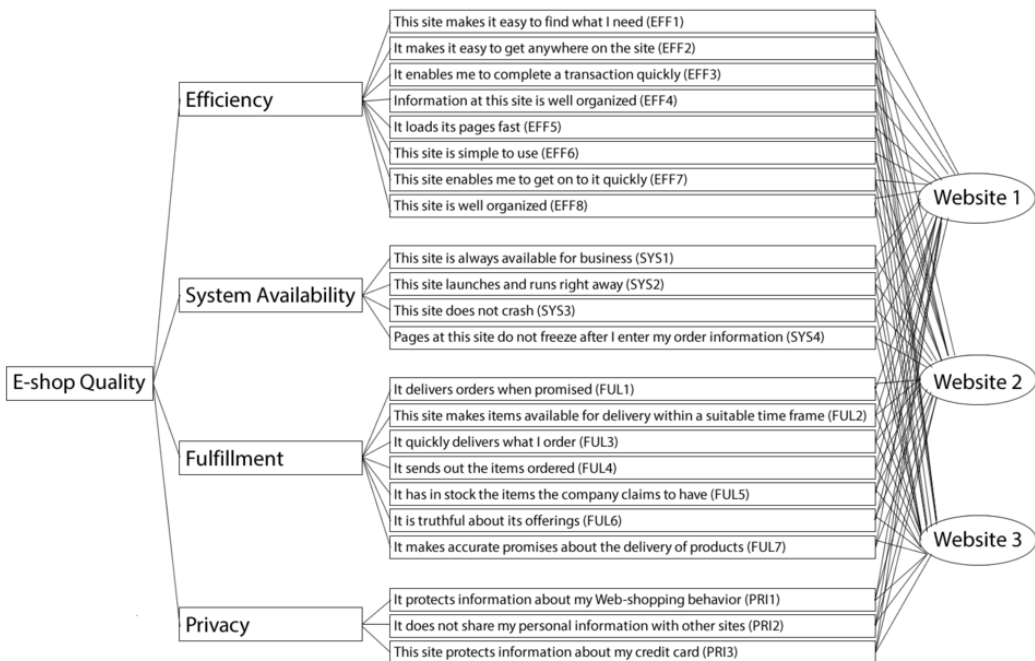 This site makes it easy to find what I need (EFF1)
It makes it easy to get anywhere on the site (EFF2)
It enables me to complete a transaction quickly (EFF3)
Efficiency
Information at this site is well organized (EFF4)
It loads its pages fast (EFF5)
This site is simple to use (EFF6)
This site enables me to get on to it quickly (EFF7)
This site is well organized (EFF8)
Website 1
This site is always available for business (SYS1)
This site launches and runs right away (SYS2)
System Availability
This site does not crash (SYS3)
Pages at this site do not freeze after I enter my order information (SYS4)
E-shop Quality
Website 2
It delivers orders when promised (FUL1)
This site makes items available for delivery within a suitable time frame (FUL2)
It quickly delivers what I order (FUL3)
Fulfillment
It sends out the items ordered (FUL4)
It has in stock the items the company claims to have (FUL5)
It is truthful about its offerings (FUL6)
Website 3
It makes accurate promises about the delivery of products (FUL7)
It protects information about my Web-shopping behavior (PRI1)
Privacy
It does not share my personal information with other sites (PRI2)
This site protects information about my credit card (PRI3)